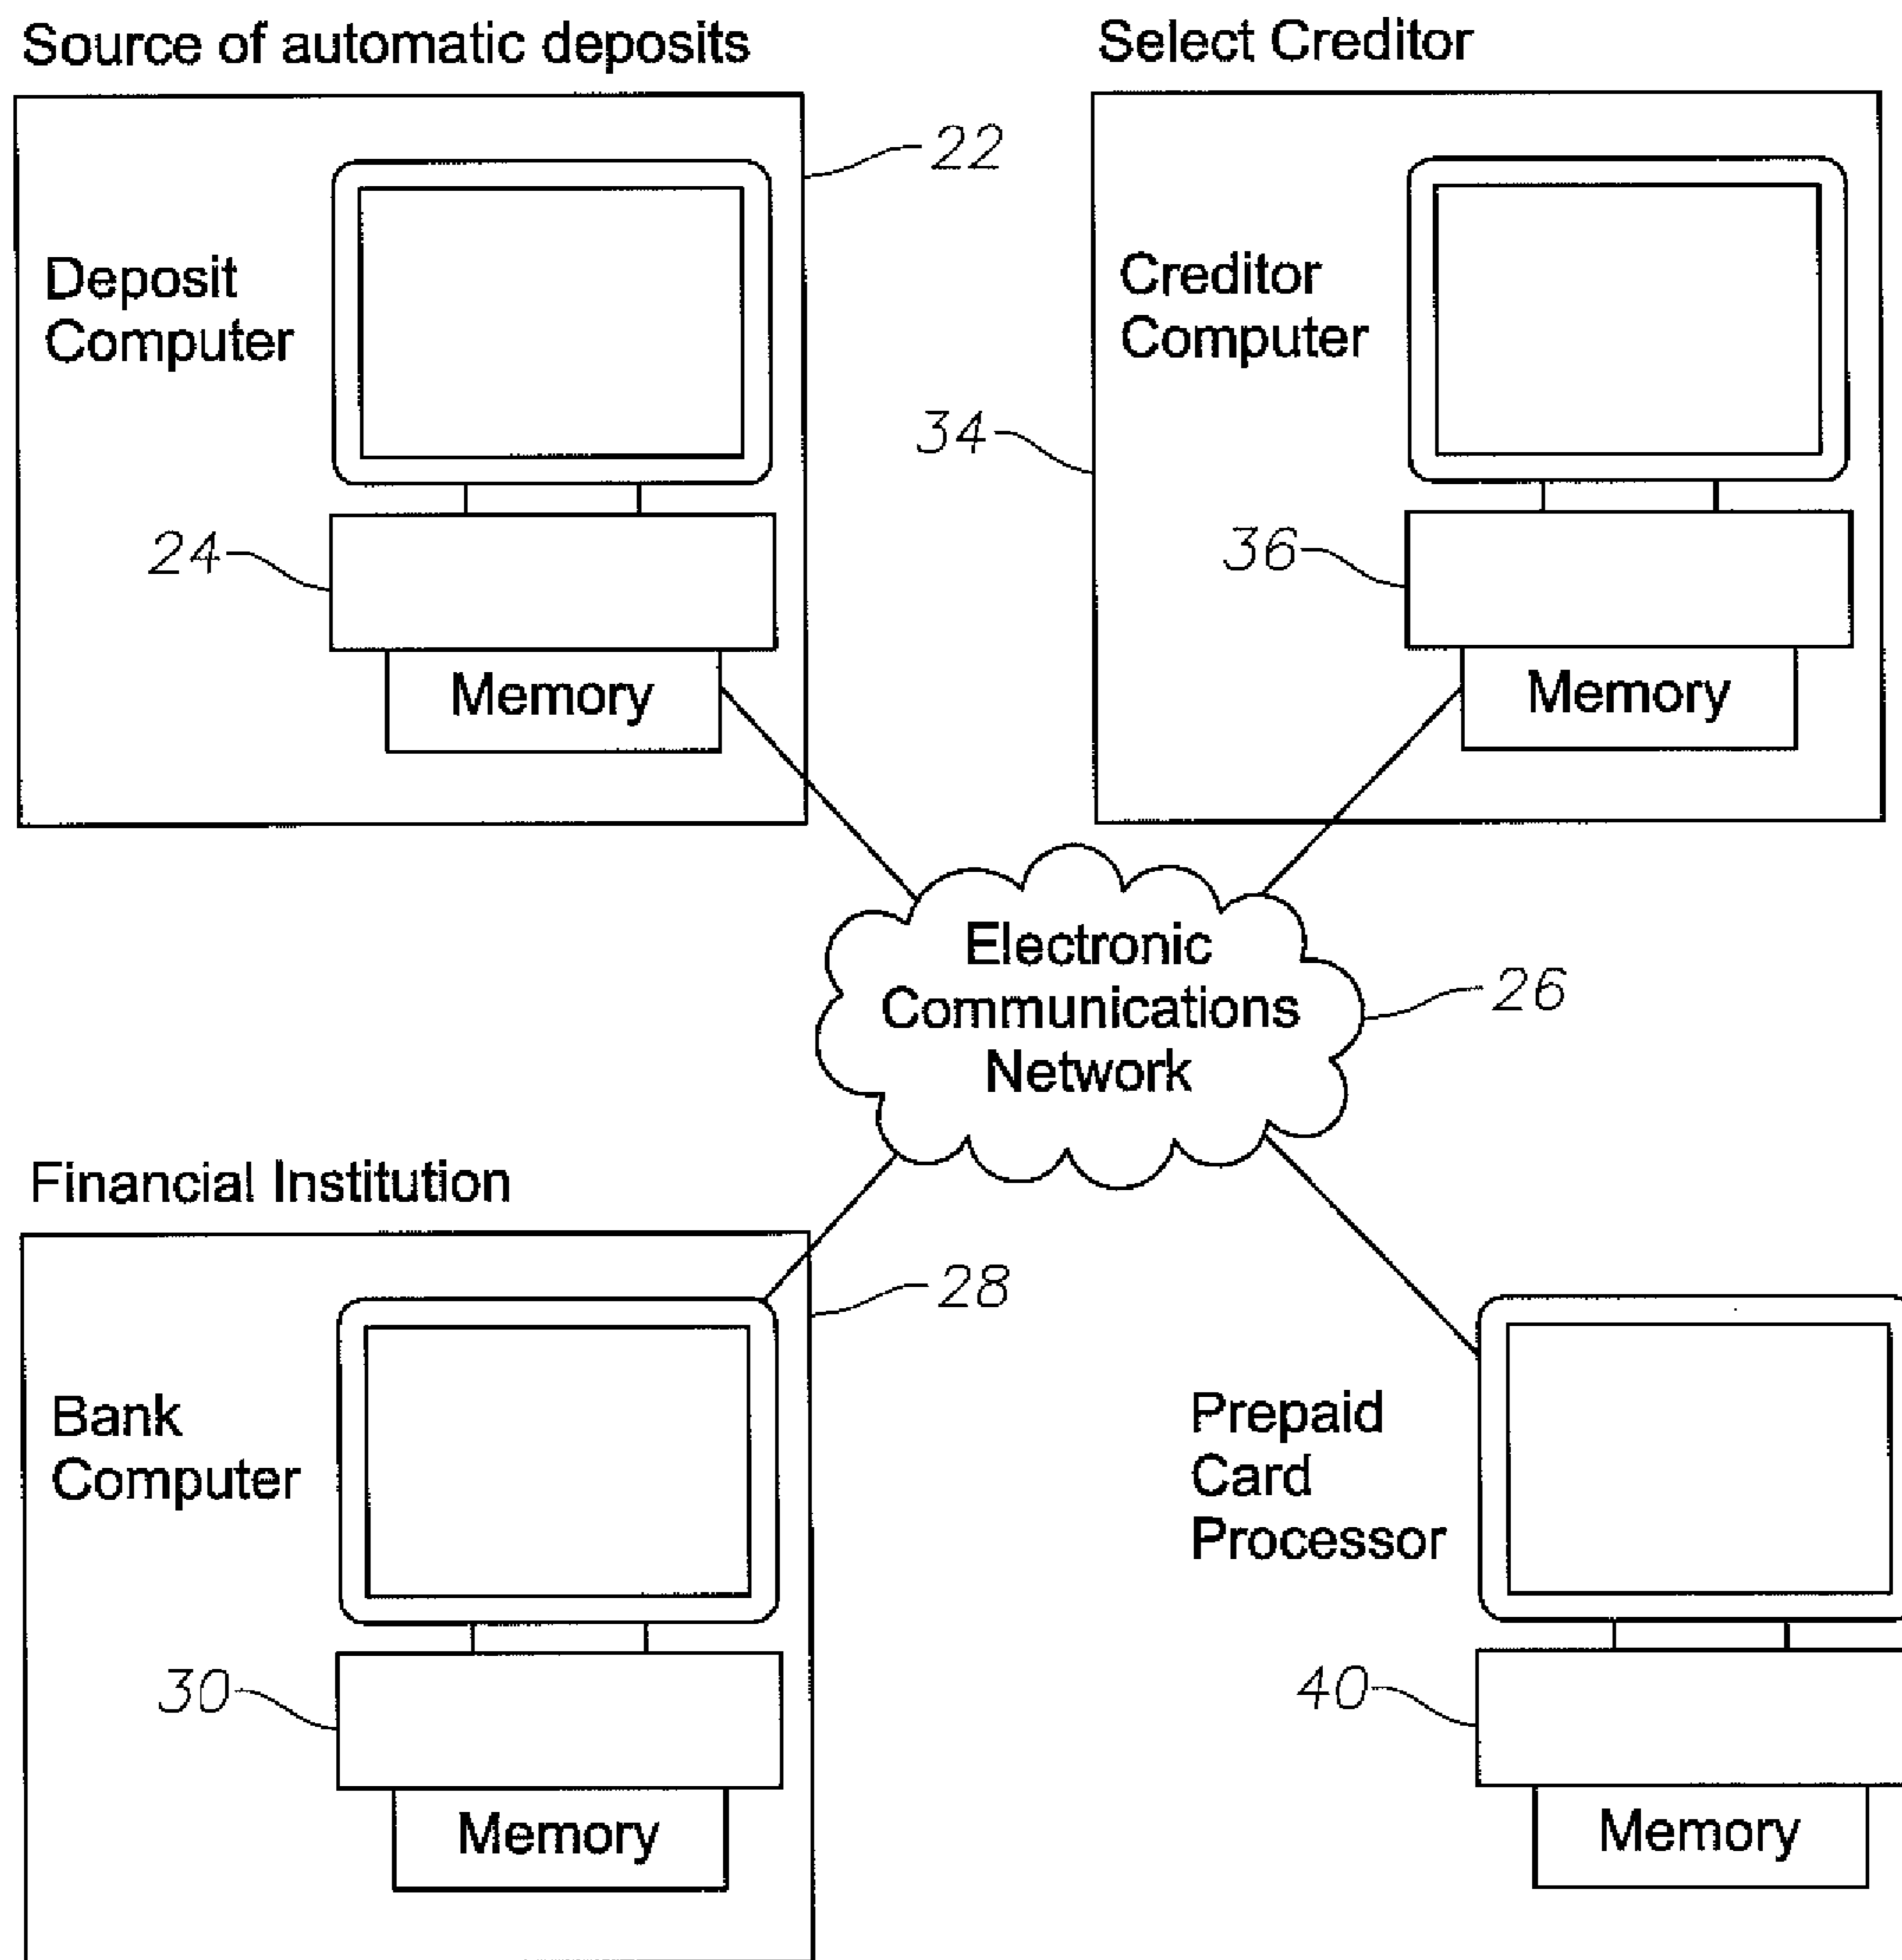 Source of automatic deposits
Select Creditor
22
Deposit
Computer
Creditor
Computer
34
24
36
Memory
Memory
Electronic
Communications
Network
26
Financial Institution
28
Bank
Computer
Prepaid
Card
Processor
30
40
Memory
Memory